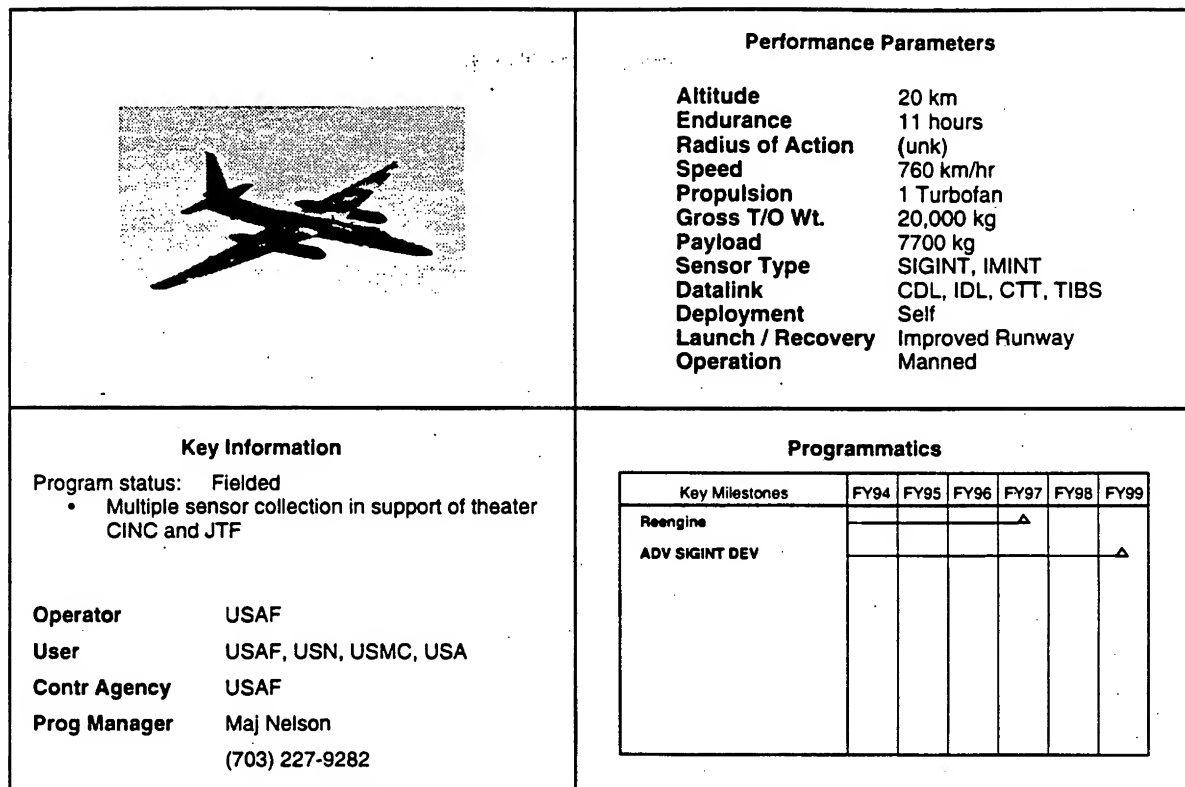 Performance Parameters
Altitude 20 km
Endurance 11 hours
Radius of Action (unk)
Speed 760 km/hr
Propulsion 1 Turbofan
Gross T/O Wt. 20,000 kg
Payload 7700 kg
Sensor Type SIGINT, IMINT
Datalink CDL, IDL, CTT, TIBS
Deployment Self
Launch / Recovery Improved Runway
Operation Manned
Key Information
Program status: Fielded
• Multiple sensor collection in support of theater
CINC and JTF
Operator USAF
User USAF, USN, USMC, USA
Contr Agency USAF
Prog Manager Maj Nelson
(703) 227-9282
Programmatics
Key Milestones FY94 FY95 FY96 FY97 FY98 FY99
Reengine
ADV SIGINT DEV